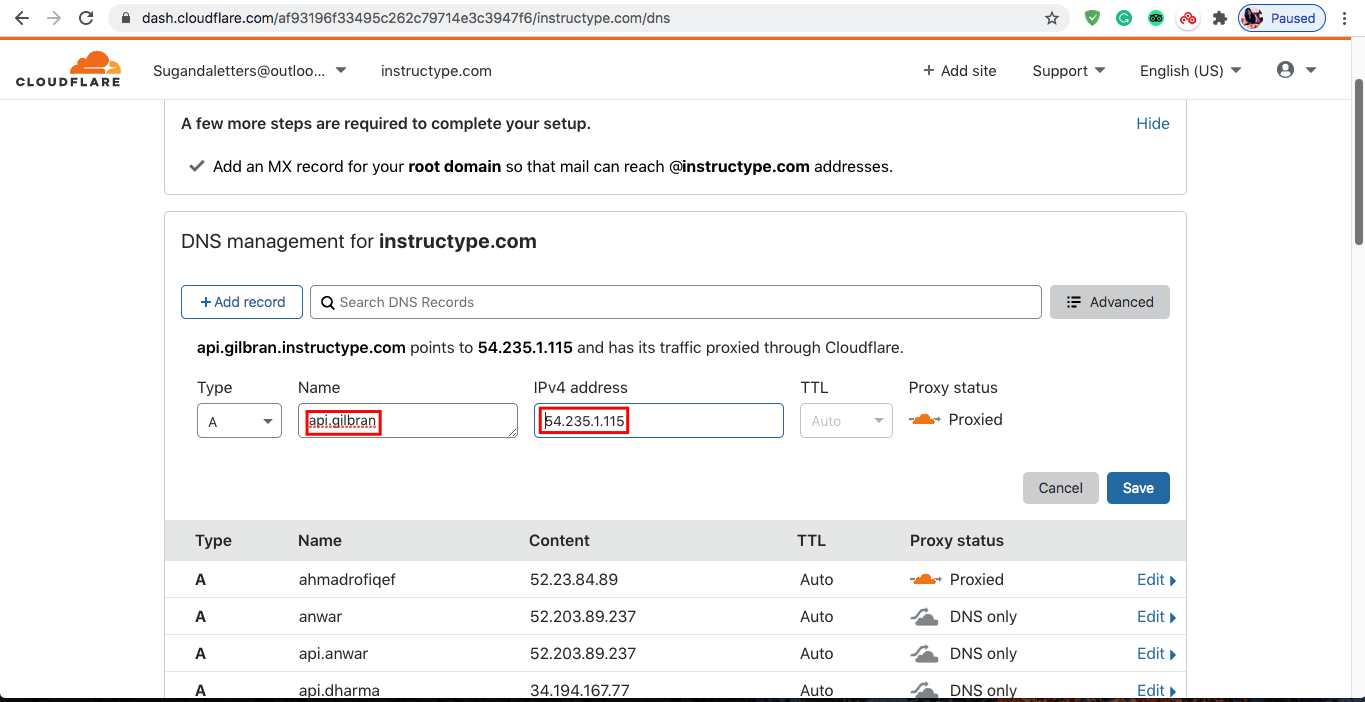 dash.cloudflare.com/af93196f33495c262c79714e3c3947f6/instructype.com/dns
Paused
CLOUDFLARE
Sugandaletters@outloo...
instructype.com
+ Add site
Support
English (US)
A few more steps are required to complete your setup.
Hide
Add an MX record for your root domain so that mail can reach @instructype.com addresses.
DNS management for instructype.com
+ Add record
Search DNS Records
Advanced
api.gilbran.instructype.com points to 54.235.1.115 and has its traffic proxied through Cloudflare.
Type Name IPv4 address TTL Proxy status
A api.gilbran 54.235.1.115 Auto Proxied
Cancel Save
Type Name Content TTL Proxy status
A ahmadrofiqef 52.23.84.89 Auto Proxied Edit
A anwar 52.203.89.237 Auto DNS only Edit
A api.anwar 52.203.89.237 Auto DNS only Edit
A api.dharma 34.194.167.77 Auto DNS only Edit